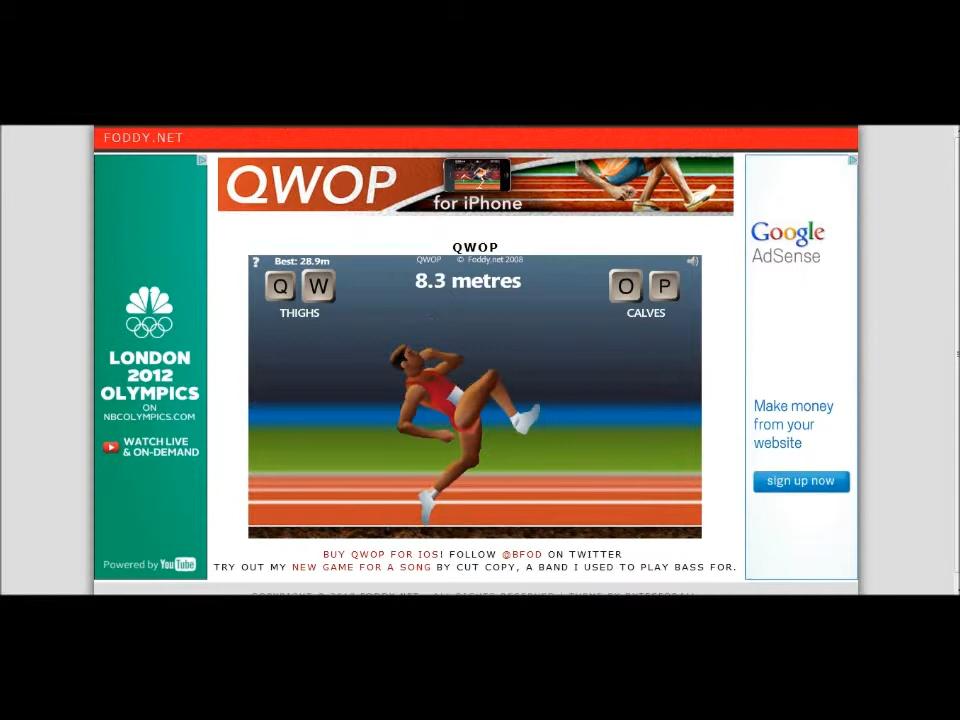 FODDY.NET
QWOP
for iPhone
QWOP
? Best: 28.9m QWOP © Foddy.net 2008
Q W 8.3 metres O P
THIGHS CALVES
LONDON
2012
OLYMPICS
ON
NBCOLYMPICS.COM
WATCH LIVE
& ON-DEMAND
Powered by YouTube
Google
AdSense
Make money
from your
website
sign up now
BUY QWOP FOR IOS! FOLLOW @BFOD ON TWITTER
TRY OUT MY NEW GAME FOR A SONG BY CUT COPY, A BAND I USED TO PLAY BASS FOR.